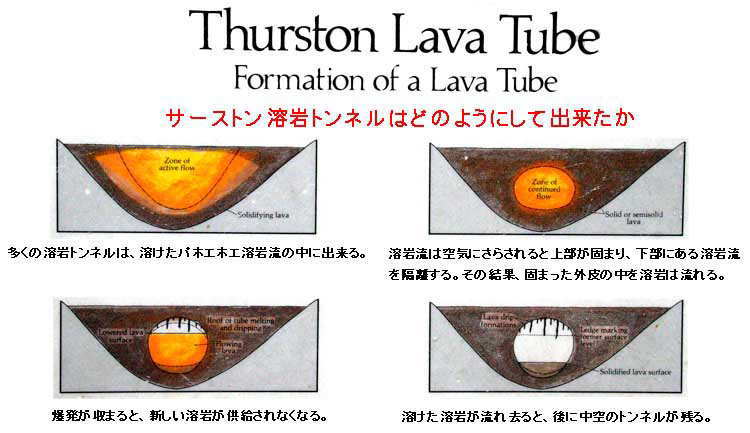 Thurston Lava Tube
Formation of a Lava Tube
サーストン溶岩トンネルはどのようにして出来たか
Zone of
active flow
Solidifying lava
多くの溶岩トンネルは、溶けたパホエホエ溶岩流の中に出来る。
Zone of
continued
flow
Solid or semisolid
lava
溶岩流は空気にさらされると上部が固まり、下部にある溶岩流
を隔離する。その結果、固まった外皮の中を溶岩は流れる。
Lowered lava
surface
Roof of tube melting
and dripping
Flowing
lava
爆発が収まると、新しい溶岩が供給されなくなる。
Lava drip
formations
Ledge marking
former surface
level
Solidified lava surface
溶けた溶岩が流れ去ると、後に中空のトンネルが残る。